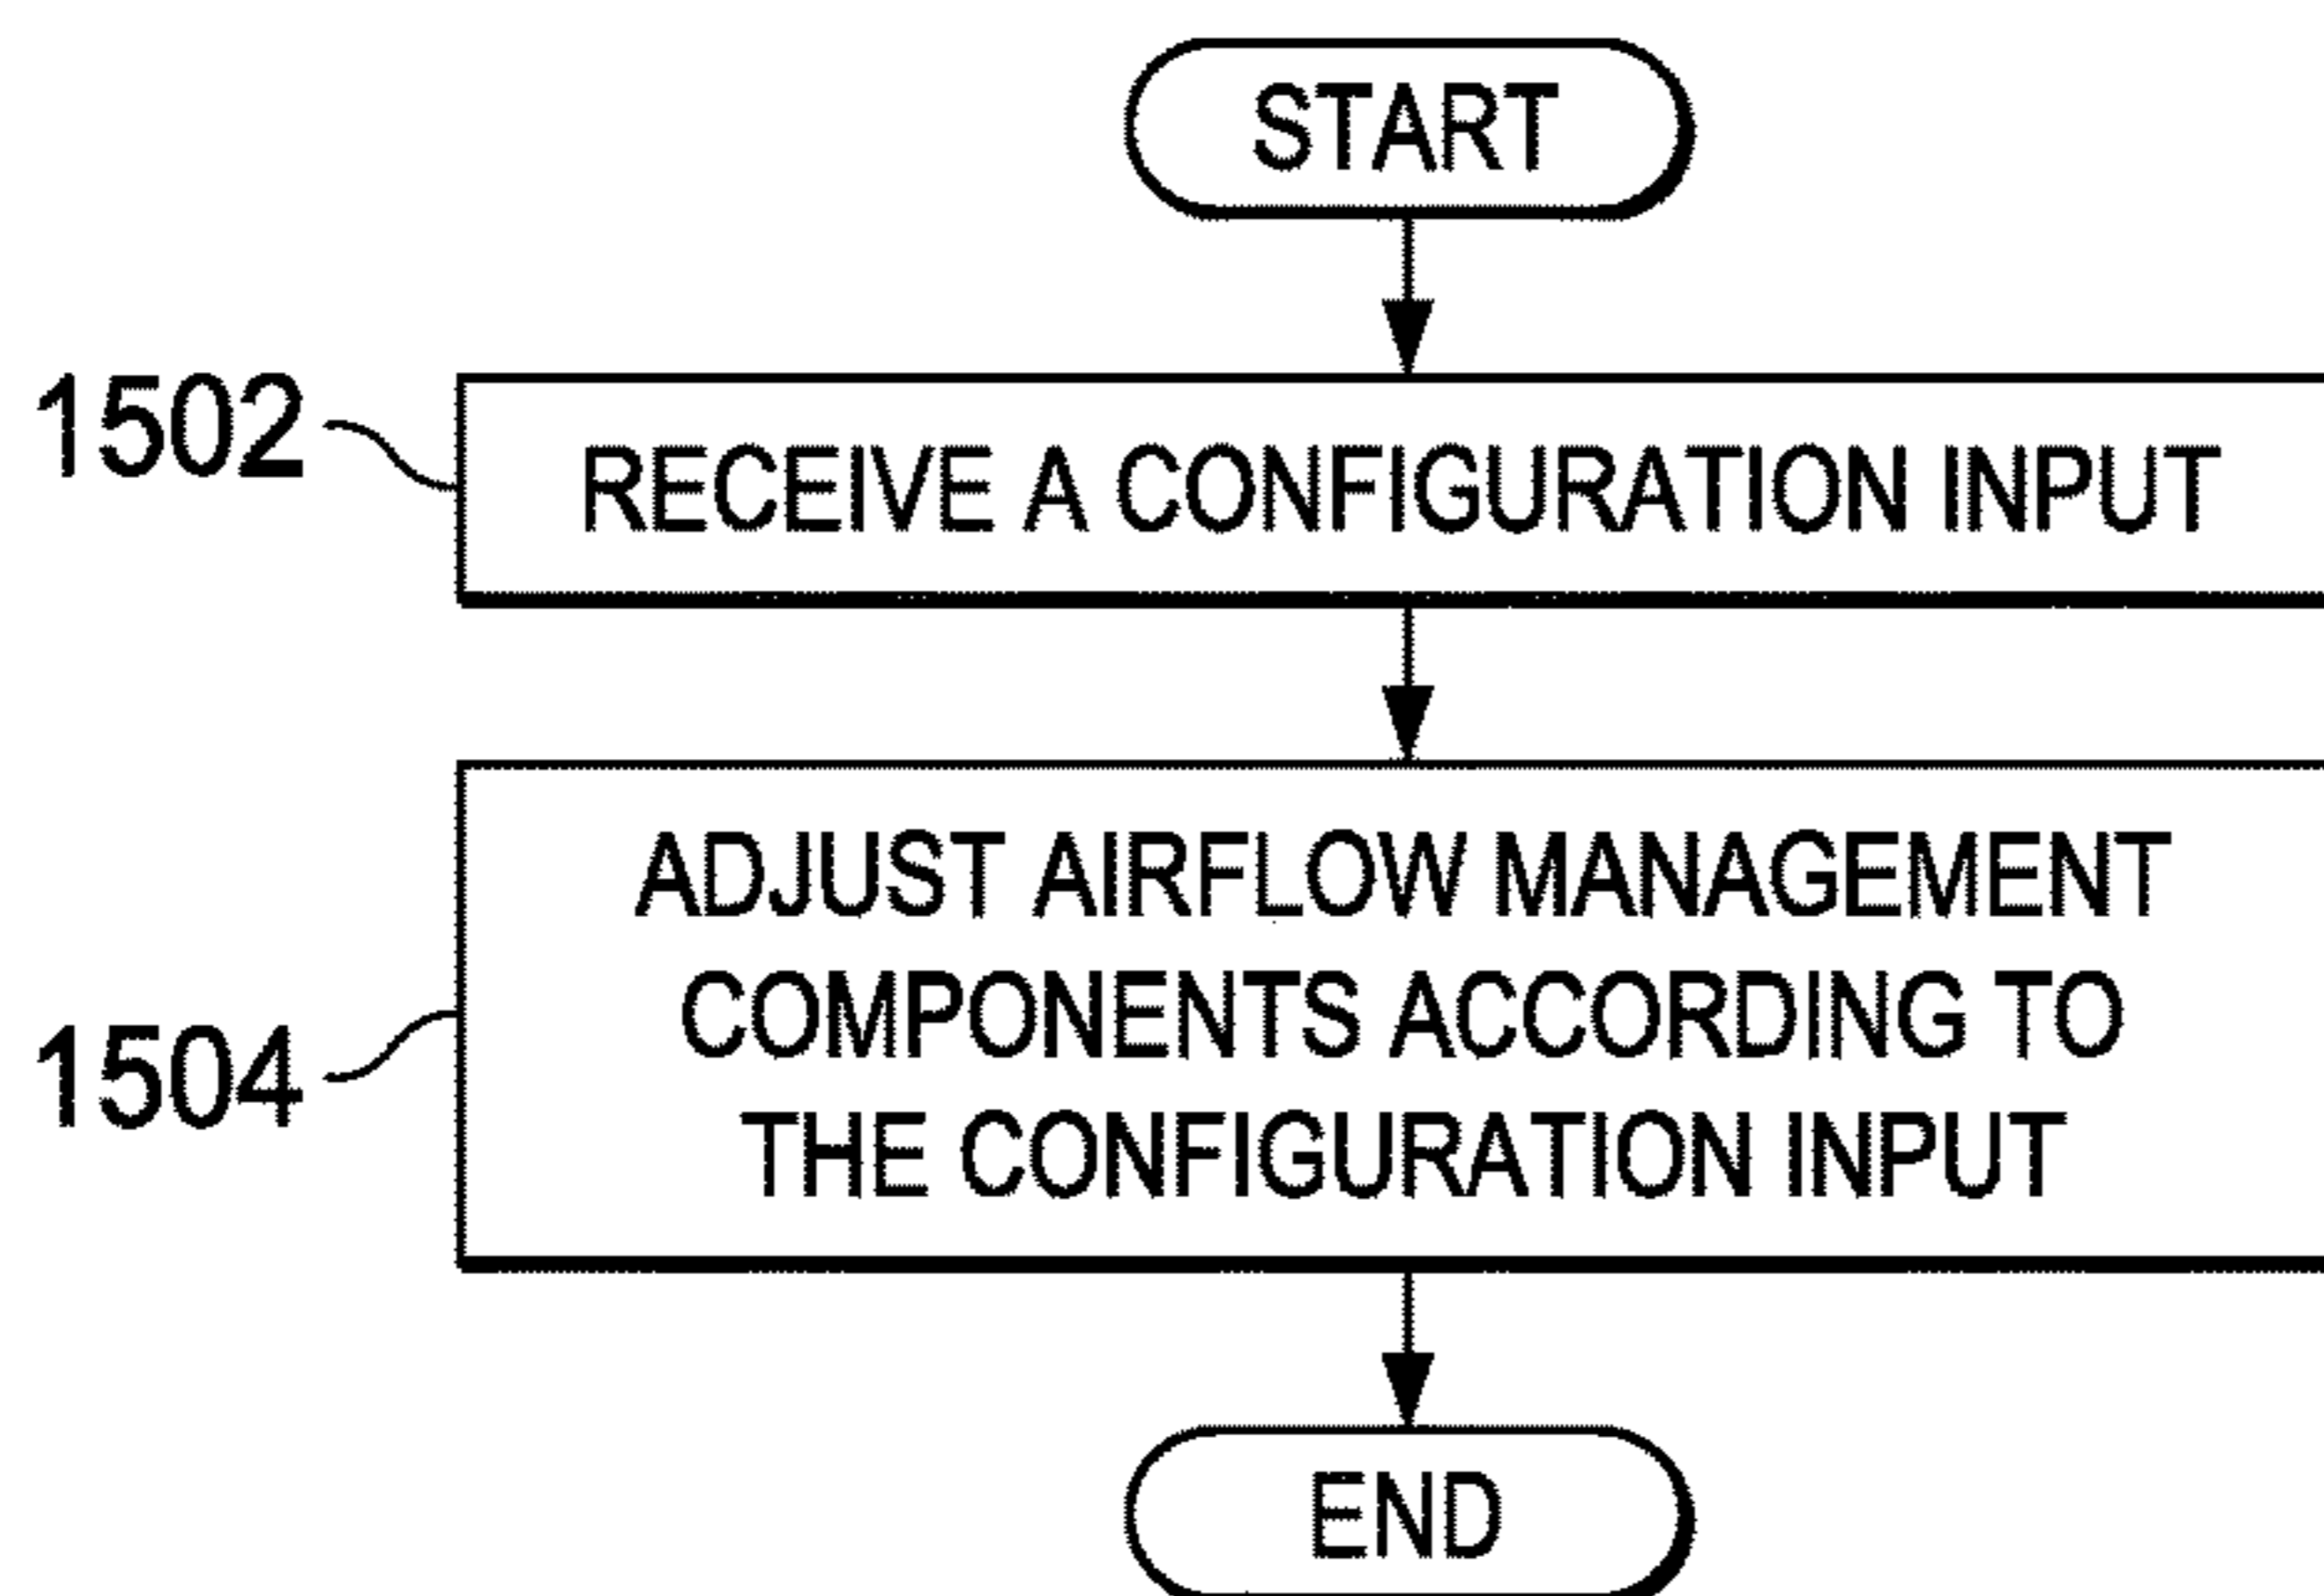 START
1502
RECEIVE A CONFIGURATION INPUT
ADJUST AIRFLOW MANAGEMENT
COMPONENTS ACCORDING TO
1504
THE CONFIGURATION INPUT
END